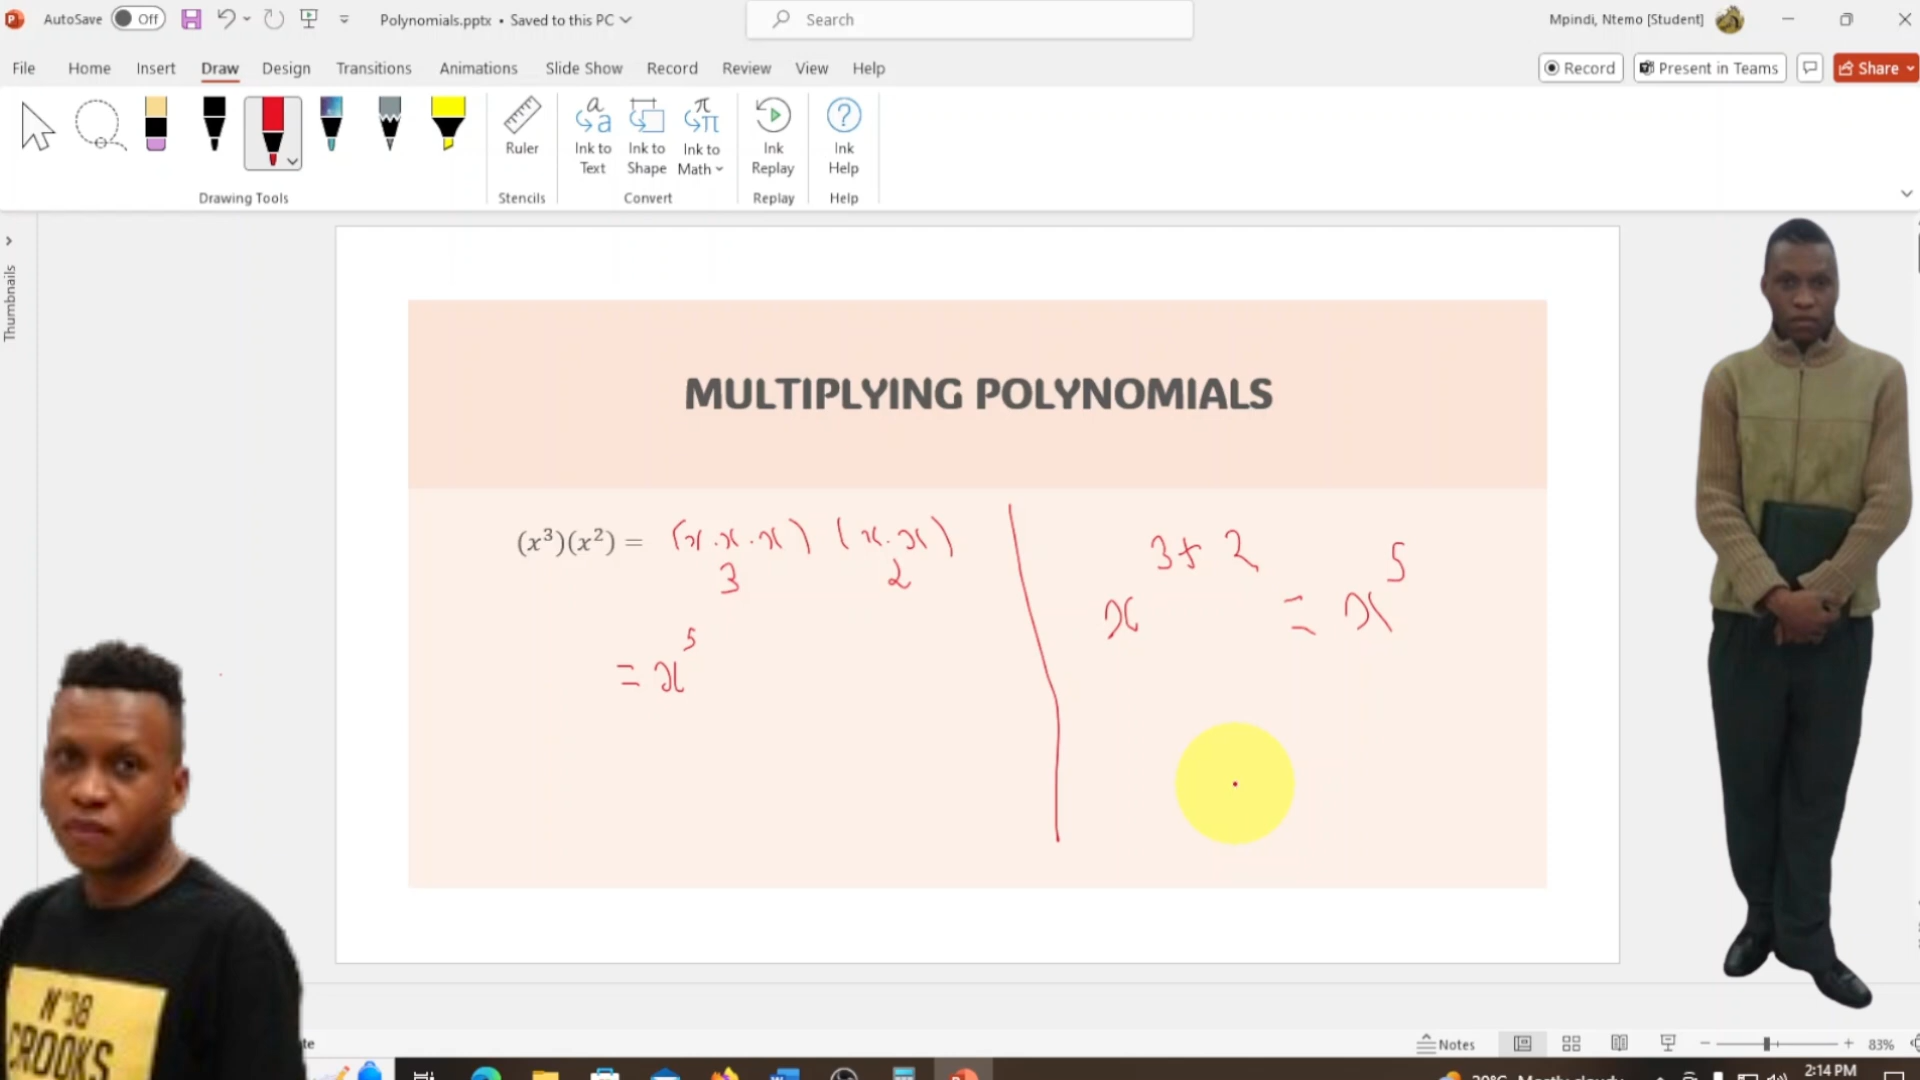 AutoSave Off Polynomials.pptx • Saved to this PC Search Mpindi, Ntemo [Student]
File Home Insert Draw Design Transitions Animations Slide Show Record Review View Help Record Present in Teams Share
Ruler
Ink to Text
Ink to Shape
Ink to Math
Ink Replay
Ink Help
Drawing Tools Stencils Convert Replay Help
Thumbnails
MULTIPLYING POLYNOMIALS
(x³)(x²) = (x.x.x) (x.x)
3 2
= x⁵
x³⁺² = x⁵
N°38
CROOKS
te
Notes 83%
2:14 PM